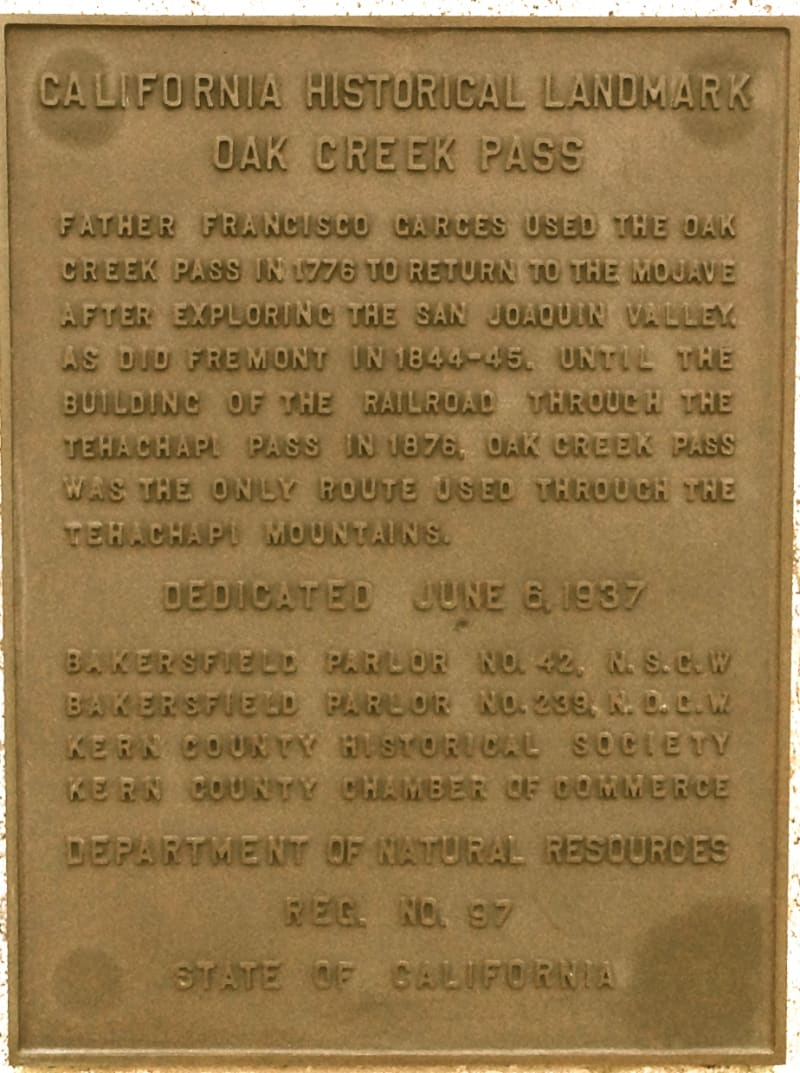 CALIFORNIA HISTORICAL LANDMARK
OAK CREEK PASS
FATHER FRANCISCO GARCES USED THE OAK
CREEK PASS IN 1776 TO RETURN TO THE MOJAVE
AFTER EXPLORING THE SAN JOAQUIN VALLEY.
AS DID FREMONT IN 1844-45. UNTIL THE
BUILDING OF THE RAILROAD THROUGH THE
TEHACHAPI PASS IN 1876, OAK CREEK PASS
WAS THE ONLY ROUTE USED THROUGH THE
TEHACHAPI MOUNTAINS.
DEDICATED JUNE 6, 1937
BAKERSFIELD PARLOR NO. 42, N.S.G.W
BAKERSFIELD PARLOR NO. 239, N.D.G.W.
KERN COUNTY HISTORICAL SOCIETY
KERN COUNTY CHAMBER OF COMMERCE
DEPARTMENT OF NATURAL RESOURCES
REG. NO. 97
STATE OF CALIFORNIA